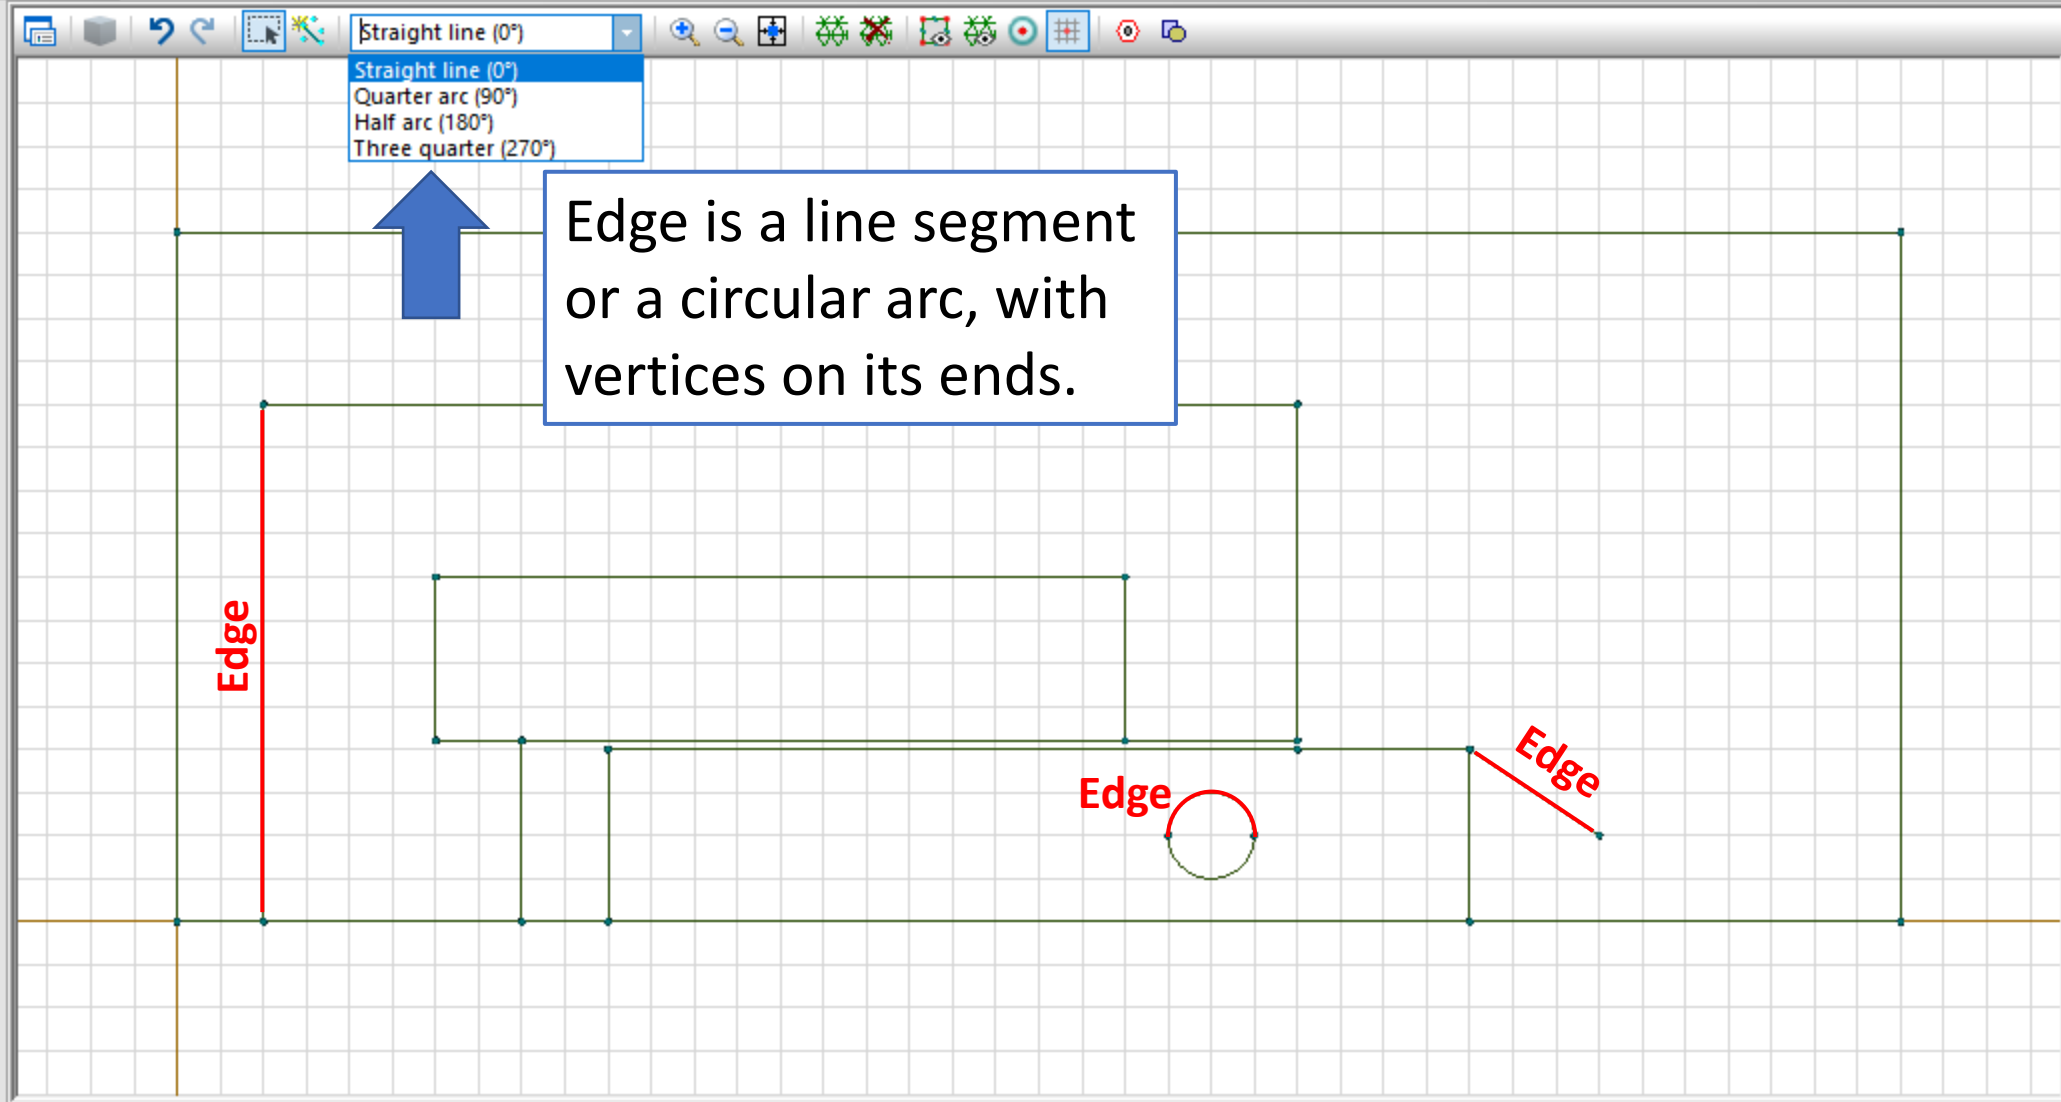 Straight line (0°)
Straight line (0°)
Quarter arc (90°)
Half arc (180°)
Three quarter (270°)
Edge is a line segment
or a circular arc, with
vertices on its ends.
Edge
Edge
Edge